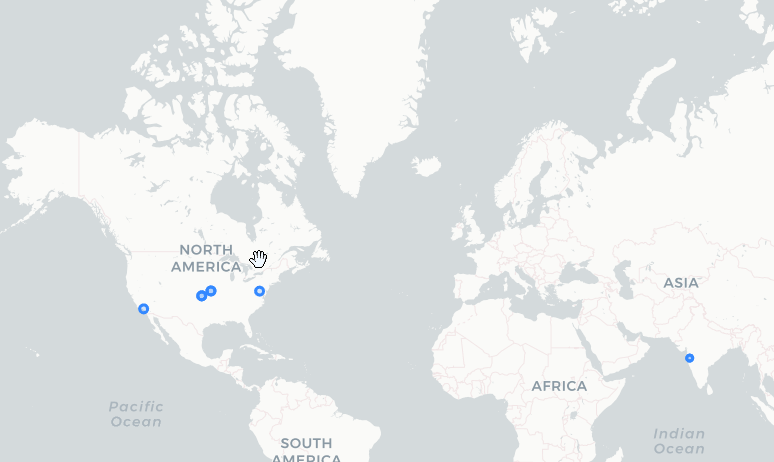 NORTH
AMERICA
ASIA
AFRICA
Pacific
Ocean
Indian
Ocean
SOUTH
AMERICA